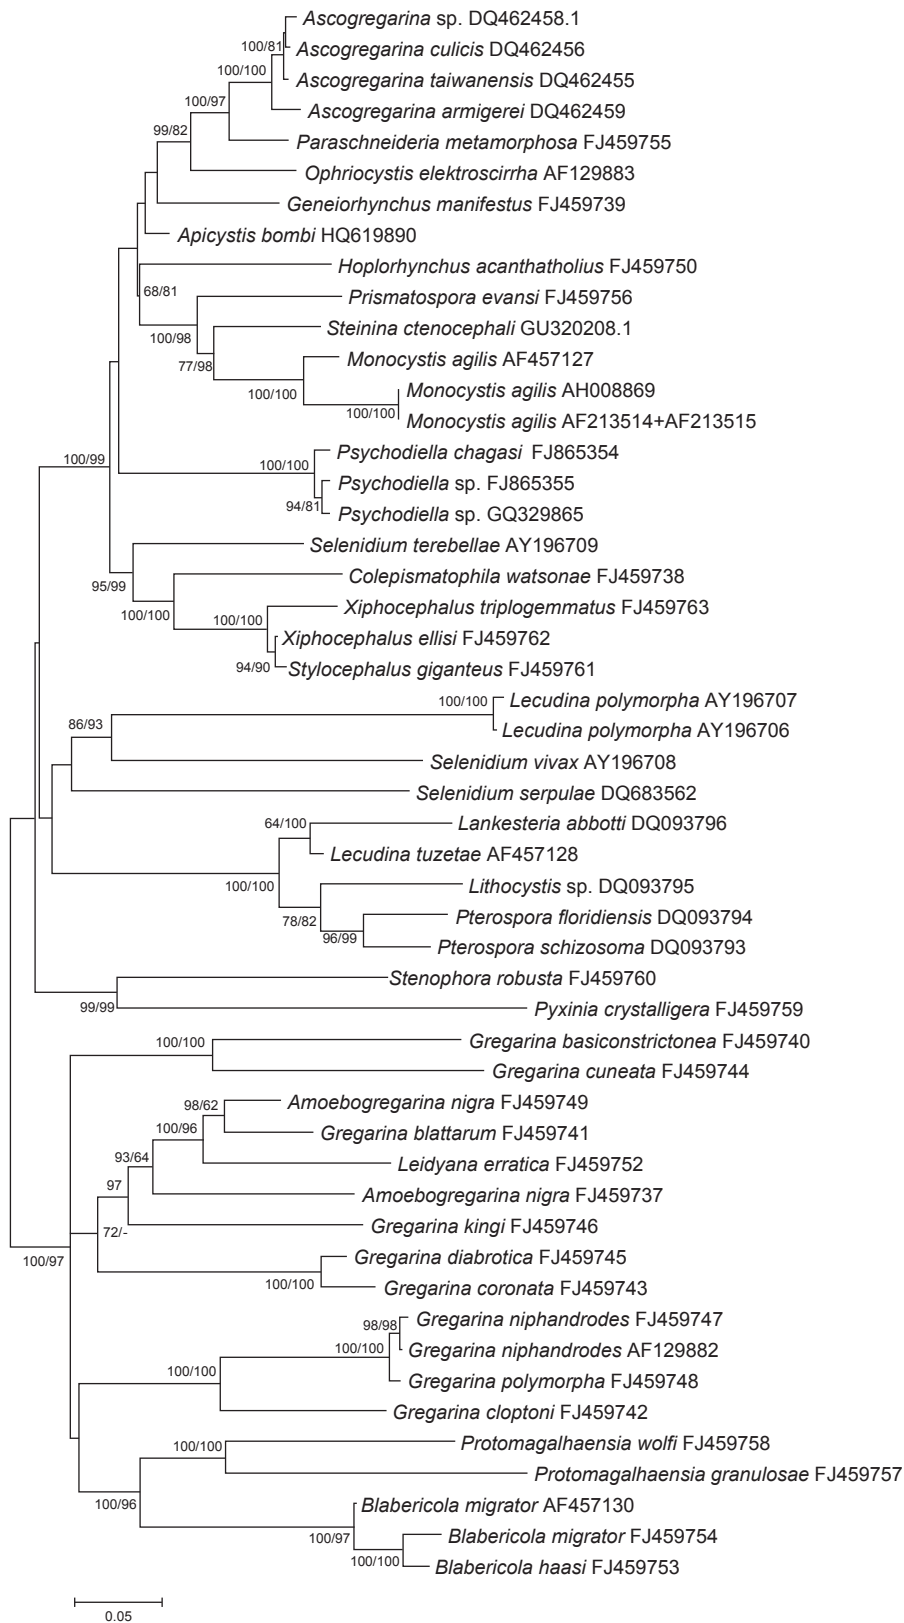 Ascogregarina sp. DQ462458.1
100/81
Ascogregarina culicis DQ462456
100/100
Ascogregarina taiwanensis DQ462455
100/97
Ascogregarina armigerei DQ462459
99/82
Paraschneideria metamorphosa FJ459755
Ophriocystis elektroscirrha AF129883
Geneiorhynchus manifestus FJ459739
Apicystis bombi HQ619890
Hoplorhynchus acanthatholius FJ459750
68/81
Prismatospora evansi FJ459756
Steinina ctenocephali GU320208.1
100/98
Monocystis agilis AF457127
77/98
Monocystis agilis AH008869
100/100
100/100
Monocystis agilis AF213514+AF213515
Psychodiella chagasi FJ865354
100/99
100/100
Psychodiella sp. FJ865355
94/81
Psychodiella sp. GQ329865
Selenidium terebellae AY196709
Colepismatophila watsonae FJ459738
95/99
Xiphocephalus triplogemmatus FJ459763
100/100
100/100
Xiphocephalus ellisi FJ459762
94/90
Stylocephalus giganteus FJ459761
100/100
Lecudina polymorpha AY196707
86/93
Lecudina polymorpha AY196706
Selenidium vivax AY196708
Selenidium serpulae DQ683562
64/100
Lankesteria abbotti DQ093796
Lecudina tuzetae AF457128
100/100
Lithocystis sp. DQ093795
78/82
Pterospora floridiensis DQ093794
96/99
Pterospora schizosoma DQ093793
Stenophora robusta FJ459760
99/99
Pyxinia crystalligera FJ459759
100/100
Gregarina basiconstrictonea FJ459740
Gregarina cuneata FJ459744
98/62
Amoebogregarina nigra FJ459749
100/96
Gregarina blattarum FJ459741
93/64
Leidyana erratica FJ459752
97
Amoebogregarina nigra FJ459737
72/-
Gregarina kingi FJ459746
100/97
Gregarina diabrotica FJ459745
100/100
Gregarina coronata FJ459743
98/98
Gregarina niphandrodes FJ459747
100/100
Gregarina niphandrodes AF129882
100/100
Gregarina polymorpha FJ459748
Gregarina cloptoni FJ459742
100/100
Protomagalhaensia wolfi FJ459758
Protomagalhaensia granulosae FJ459757
100/96
Blabericola migrator AF457130
100/97
Blabericola migrator FJ459754
100/100
Blabericola haasi FJ459753
0.05